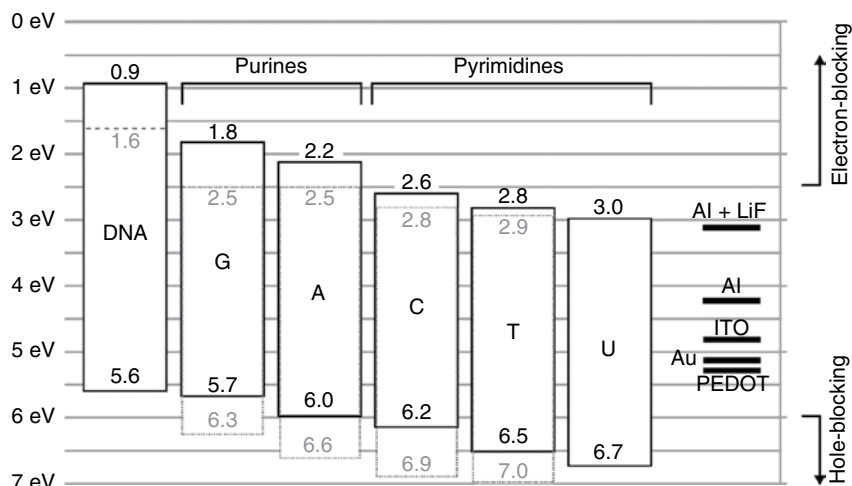 0 eV
1 eV
2 eV
3 eV
4 eV
5 eV
6 eV
7 eV
Purines
Pyrimidines
0.9
1.6
DNA
5.6
1.8
2.5
G
5.7
6.3
2.2
2.5
A
6.0
6.6
2.6
2.8
C
6.2
6.9
2.8
2.9
T
6.5
7.0
3.0
U
6.7
Al + LiF
Al
ITO
Au
PEDOT
Electron-blocking
Hole-blocking